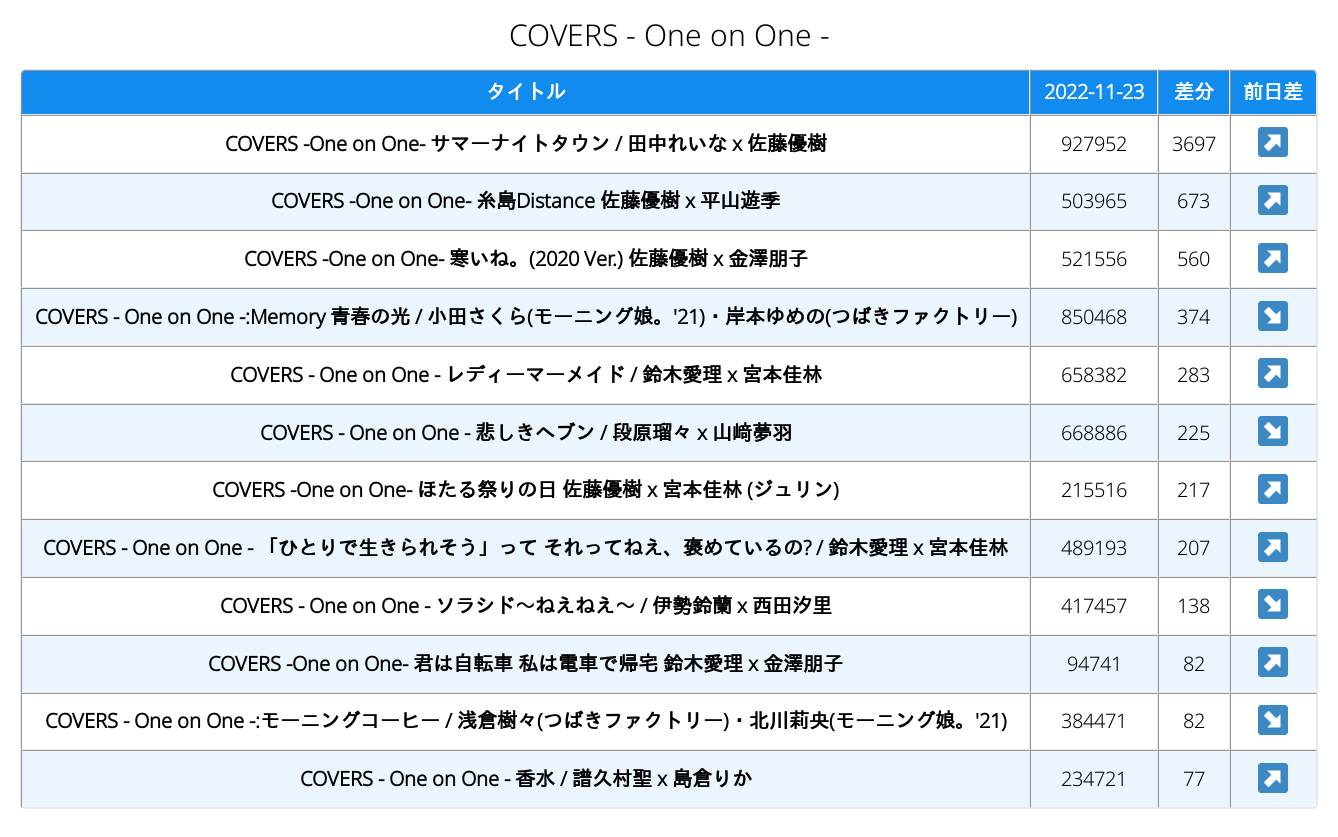 COVERS - One on One -
タイトル 2022-11-23 差分 前日差
COVERS -One on One- サマーナイトタウン / 田中れいな x 佐藤優樹 927952 3697
COVERS -One on One- 糸島Distance 佐藤優樹 x 平山遊季 503965 673
COVERS -One on One- 寒いね。(2020 Ver.) 佐藤優樹 x 金澤朋子 521556 560
COVERS - One on One -:Memory 青春の光 / 小田さくら(モーニング娘。'21)・岸本ゆめの(つばきファクトリー) 850468 374
COVERS - One on One - レディーマーメイド / 鈴木愛理 x 宮本佳林 658382 283
COVERS - One on One - 悲しきヘブン / 段原瑠々 x 山﨑夢羽 668886 225
COVERS -One on One- ほたる祭りの日 佐藤優樹 x 宮本佳林 (ジュリン) 215516 217
COVERS - One on One - 「ひとりで生きられそう」って それってねえ、褒めているの? / 鈴木愛理 x 宮本佳林 489193 207
COVERS - One on One - ソラシド〜ねえねえ〜 / 伊勢鈴蘭 x 西田汐里 417457 138
COVERS -One on One- 君は自転車 私は電車で帰宅 鈴木愛理 x 金澤朋子 94741 82
COVERS - One on One -:モーニングコーヒー / 浅倉樹々(つばきファクトリー)・北川莉央(モーニング娘。'21) 384471 82
COVERS - One on One - 香水 / 譜久村聖 x 島倉りか 234721 77